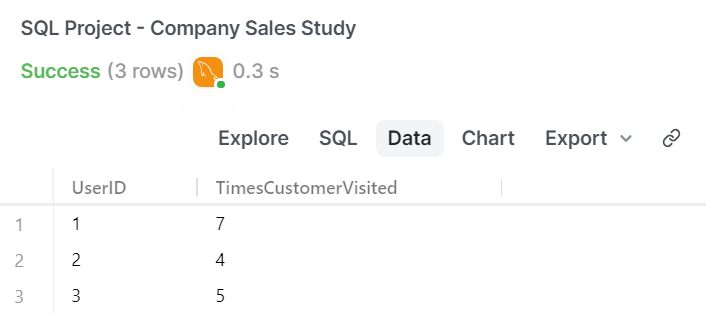 SQL Project - Company Sales Study
Success (3 rows) 0.3 s
Explore SQL Data Chart Export
UserID TimesCustomerVisited
1 1 7
2 2 4
3 3 5